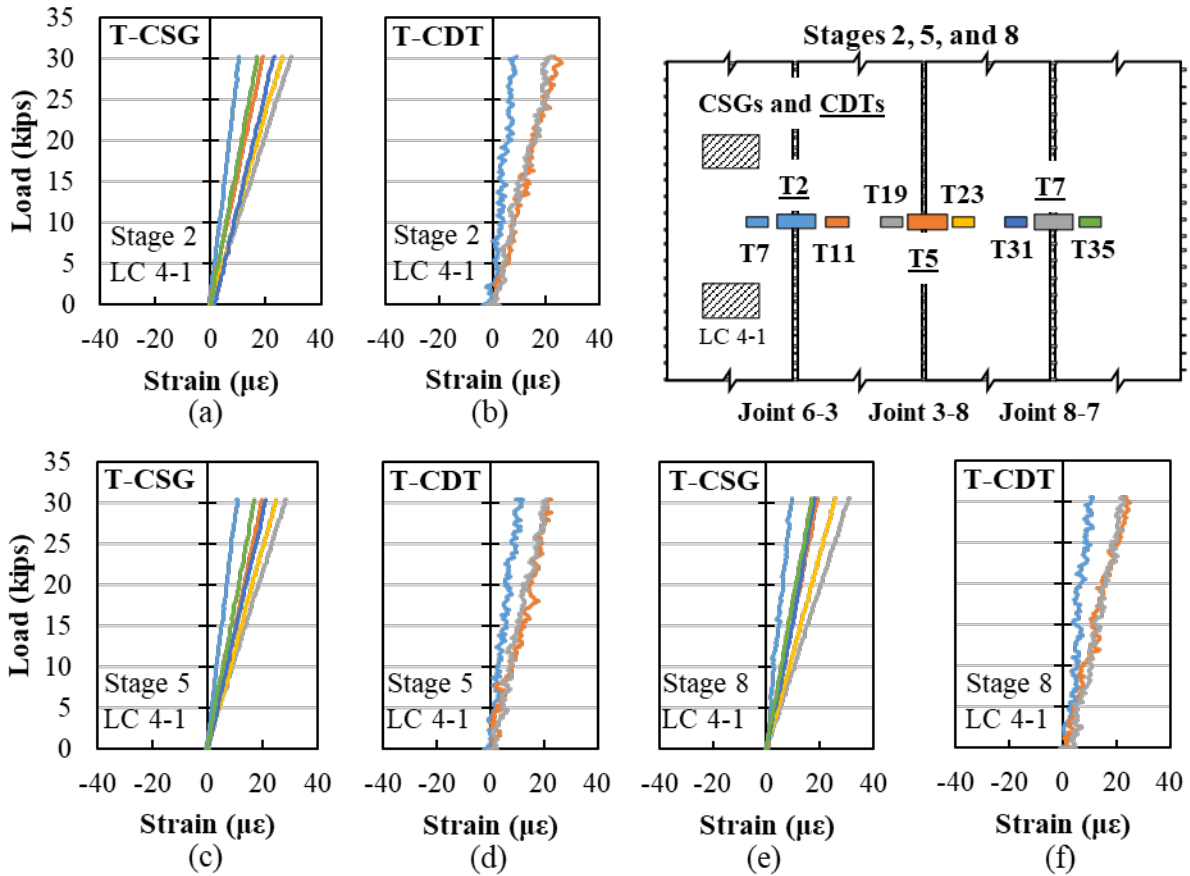 35
30
25
20
15
10
5
0
Load (kips)
T-CSG
Stage 2
LC 4-1
-40 -20 0 20 40
Strain (με)
(a)
T-CDT
Stage 2
LC 4-1
-40 -20 0 20 40
Strain (με)
(b)
Stages 2, 5, and 8
CSGs and CDTs
T2
T19
T23
T7
T7
T11
T5
T31
T35
LC 4-1
Joint 6-3
Joint 3-8
Joint 8-7
35
30
25
20
15
10
5
0
Load (kips)
T-CSG
Stage 5
LC 4-1
-40 -20 0 20 40
Strain (με)
(c)
T-CDT
Stage 5
LC 4-1
-40 -20 0 20 40
Strain (με)
(d)
T-CSG
Stage 8
LC 4-1
-40 -20 0 20 40
Strain (με)
(e)
T-CDT
Stage 8
LC 4-1
-40 -20 0 20 40
Strain (με)
(f)